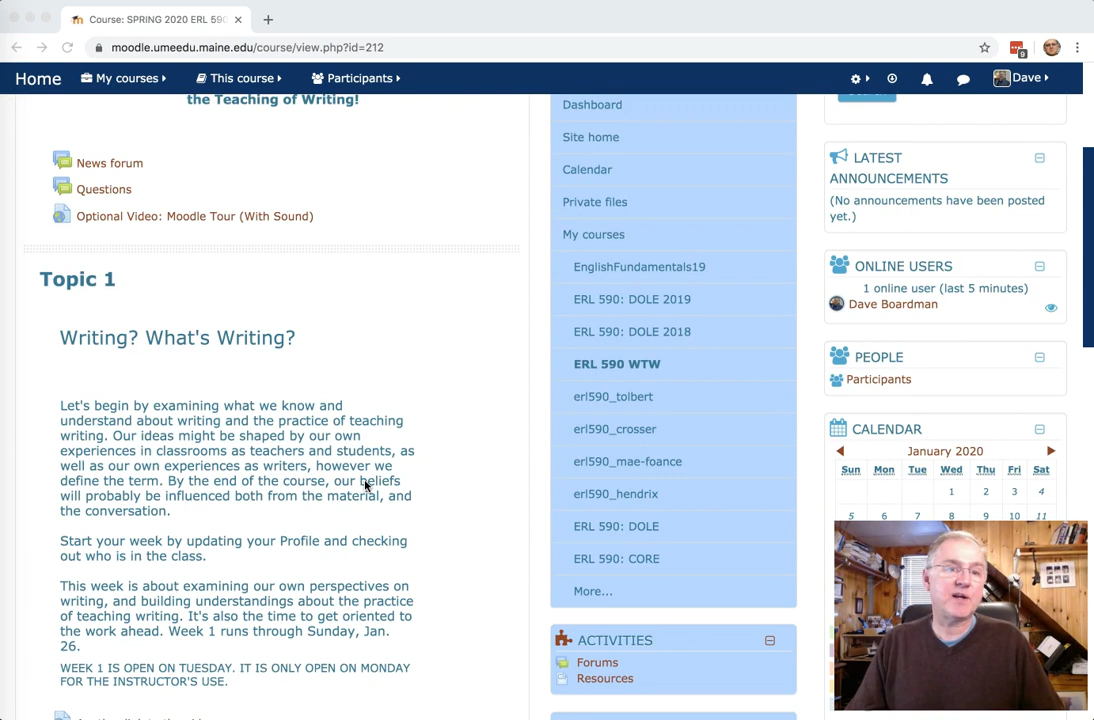 Course: SPRING 2020 ERL 590
moodle.umeedu.maine.edu/course/view.php?id=212
9
Home
My courses
This course
Participants
Dave
the Teaching of Writing!
News forum
Questions
Optional Video: Moodle Tour (With Sound)
Topic 1
Writing? What's Writing?
Let's begin by examining what we know and
understand about writing and the practice of teaching
writing. Our ideas might be shaped by our own
experiences in classrooms as teachers and students, as
well as our own experiences as writers, however we
define the term. By the end of the course, our beliefs
will probably be influenced both from the material, and
the conversation.
Start your week by updating your Profile and checking
out who is in the class.
This week is about examining our own perspectives on
writing, and building understandings about the practice
of teaching writing. It's also the time to get oriented to
the work ahead. Week 1 runs through Sunday, Jan.
26.
WEEK 1 IS OPEN ON TUESDAY. IT IS ONLY OPEN ON MONDAY
FOR THE INSTRUCTOR'S USE.
Dashboard
Site home
Calendar
Private files
My courses
EnglishFundamentals19
ERL 590: DOLE 2019
ERL 590: DOLE 2018
ERL 590 WTW
erl590_tolbert
erl590_crosser
erl590_mae-foance
erl590_hendrix
ERL 590: DOLE
ERL 590: CORE
More...
ACTIVITIES
Forums
Resources
LATEST
ANNOUNCEMENTS
(No announcements have been posted
yet.)
ONLINE USERS
1 online user (last 5 minutes)
Dave Boardman
PEOPLE
Participants
CALENDAR
January 2020
Sun Mon Tue Wed Thu Fri Sat
1 2 3 4
5 6 7 8 9 10 11